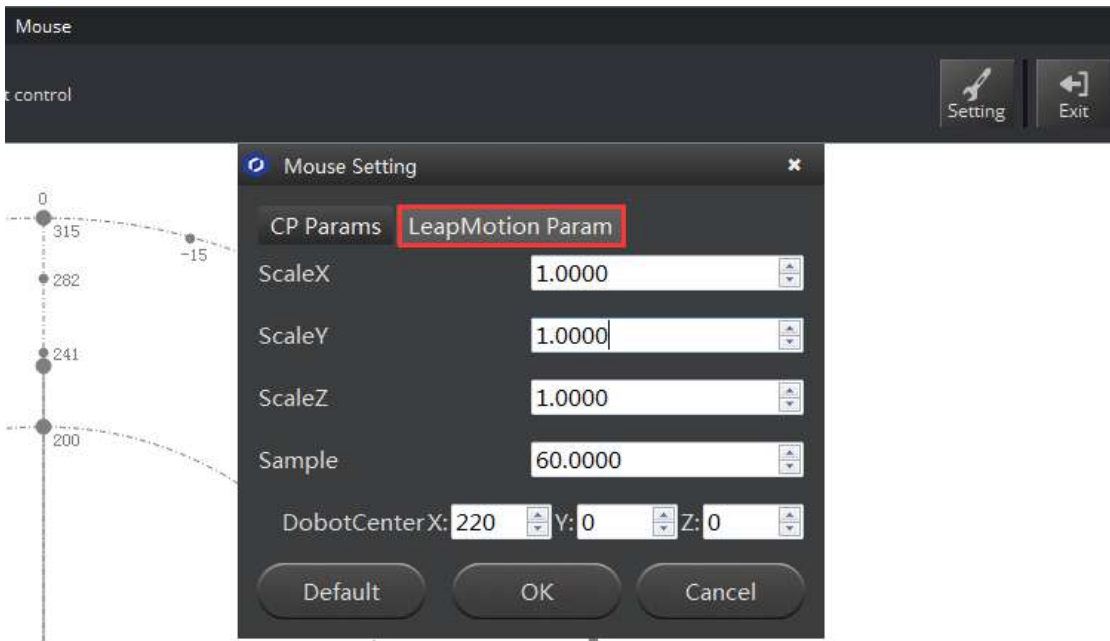 Mouse
t control
Setting
Exit
Mouse Setting
CP Params LeapMotion Param
0
315
-15
282
241
200
ScaleX 1.0000
ScaleY 1.0000
ScaleZ 1.0000
Sample 60.0000
DobotCenter X: 220 Y: 0 Z: 0
Default OK Cancel